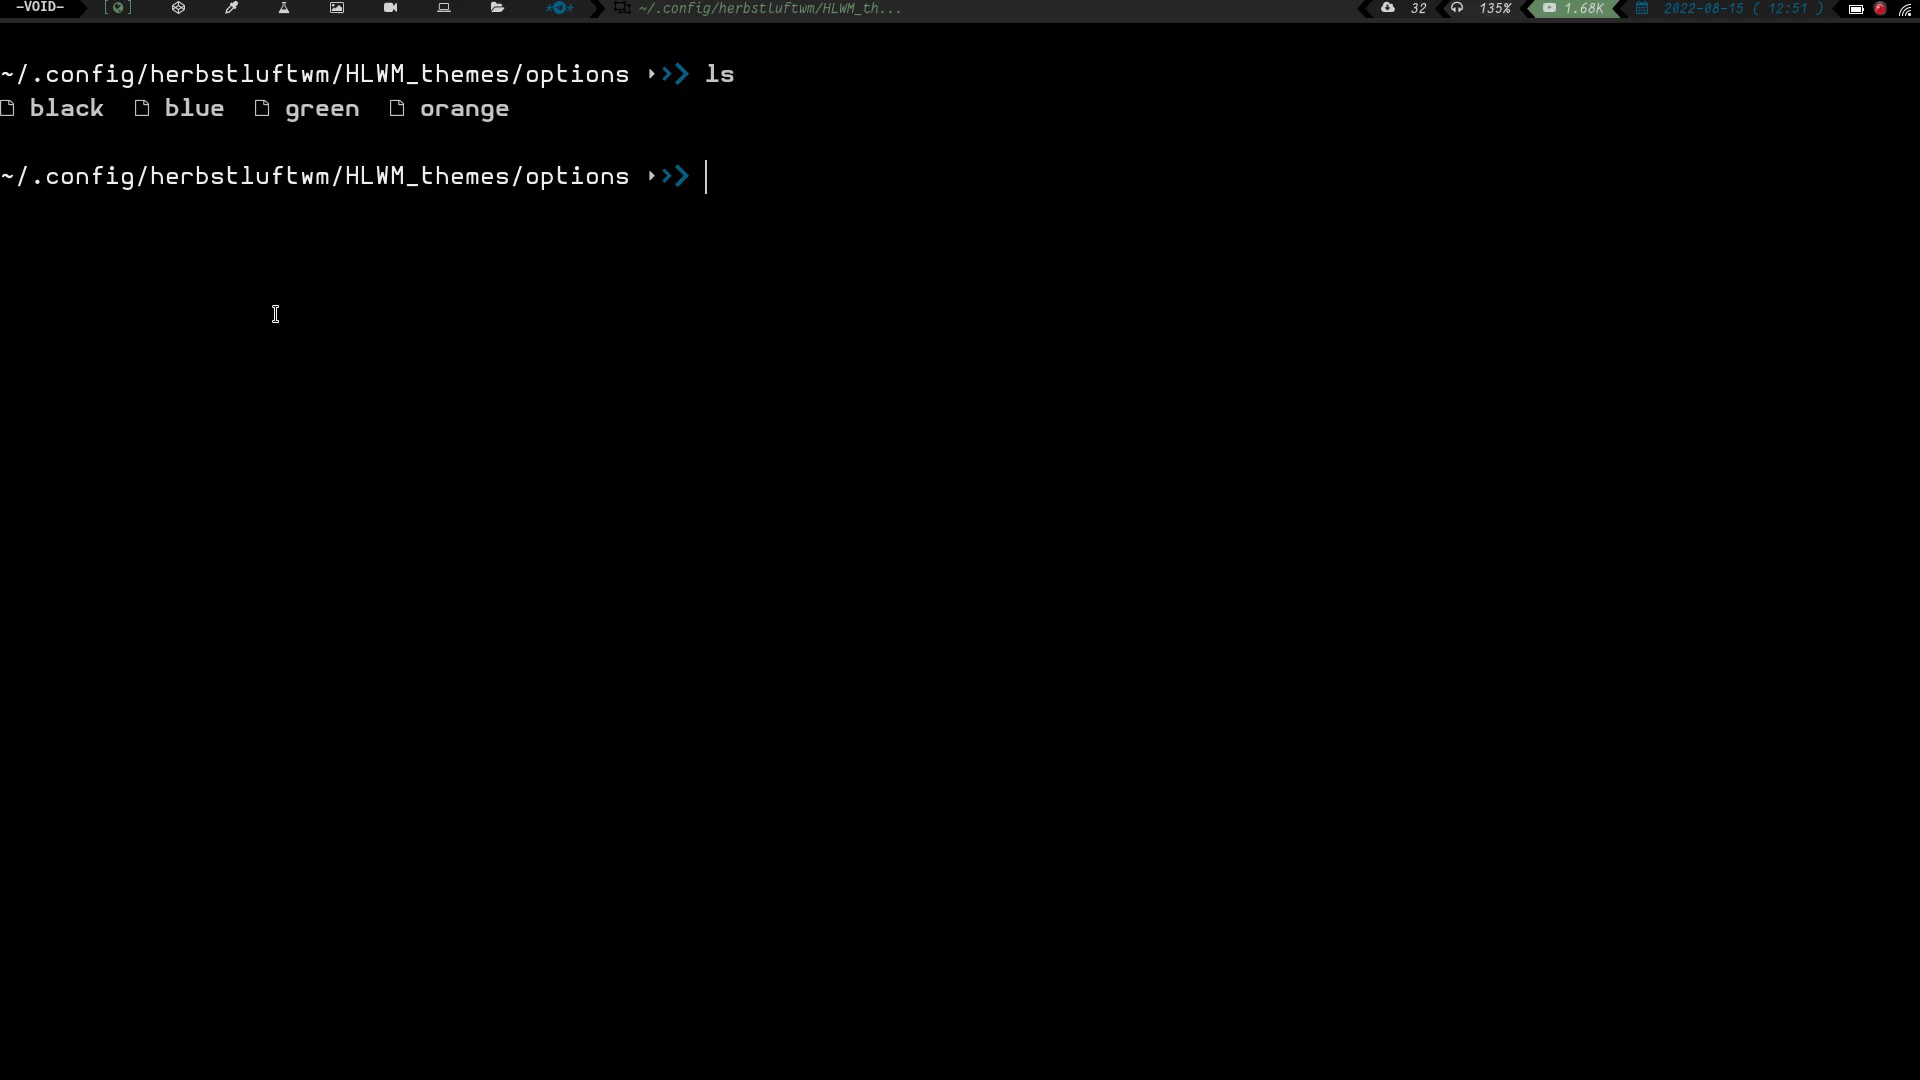 —VOID— [ ] * * ~/.config/herbstluftwm/HLWM_th... 32 135% 1.68K 2022-08-15 ( 12:51 )
~/.config/herbstluftwm/HLWM_themes/options ls
black blue green orange
~/.config/herbstluftwm/HLWM_themes/options